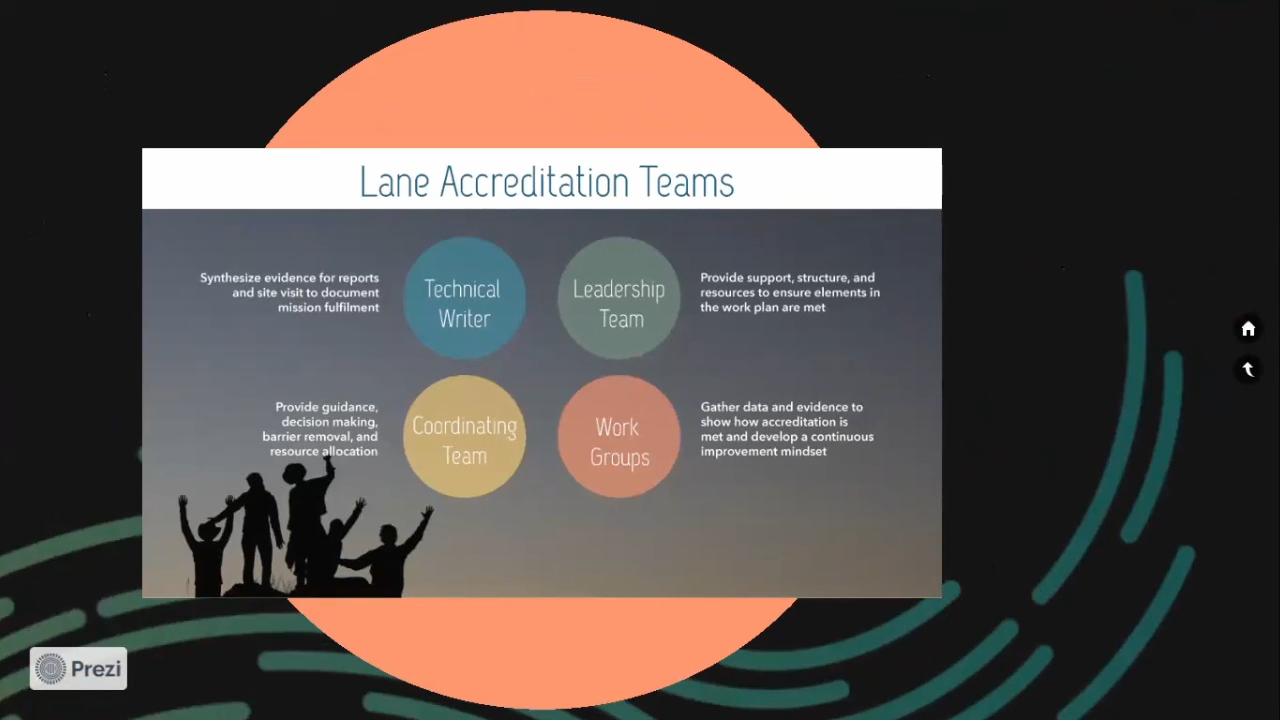 Lane Accreditation Teams
Synthesize evidence for reports
and site visit to document
mission fulfilment
Technical
Writer
Leadership
Team
Provide support, structure, and
resources to ensure elements in
the work plan are met
Provide guidance,
decision making,
barrier removal, and
resource allocation
Coordinating
Team
Work
Groups
Gather data and evidence to
show how accreditation is
met and develop a continuous
improvement mindset
Prezi